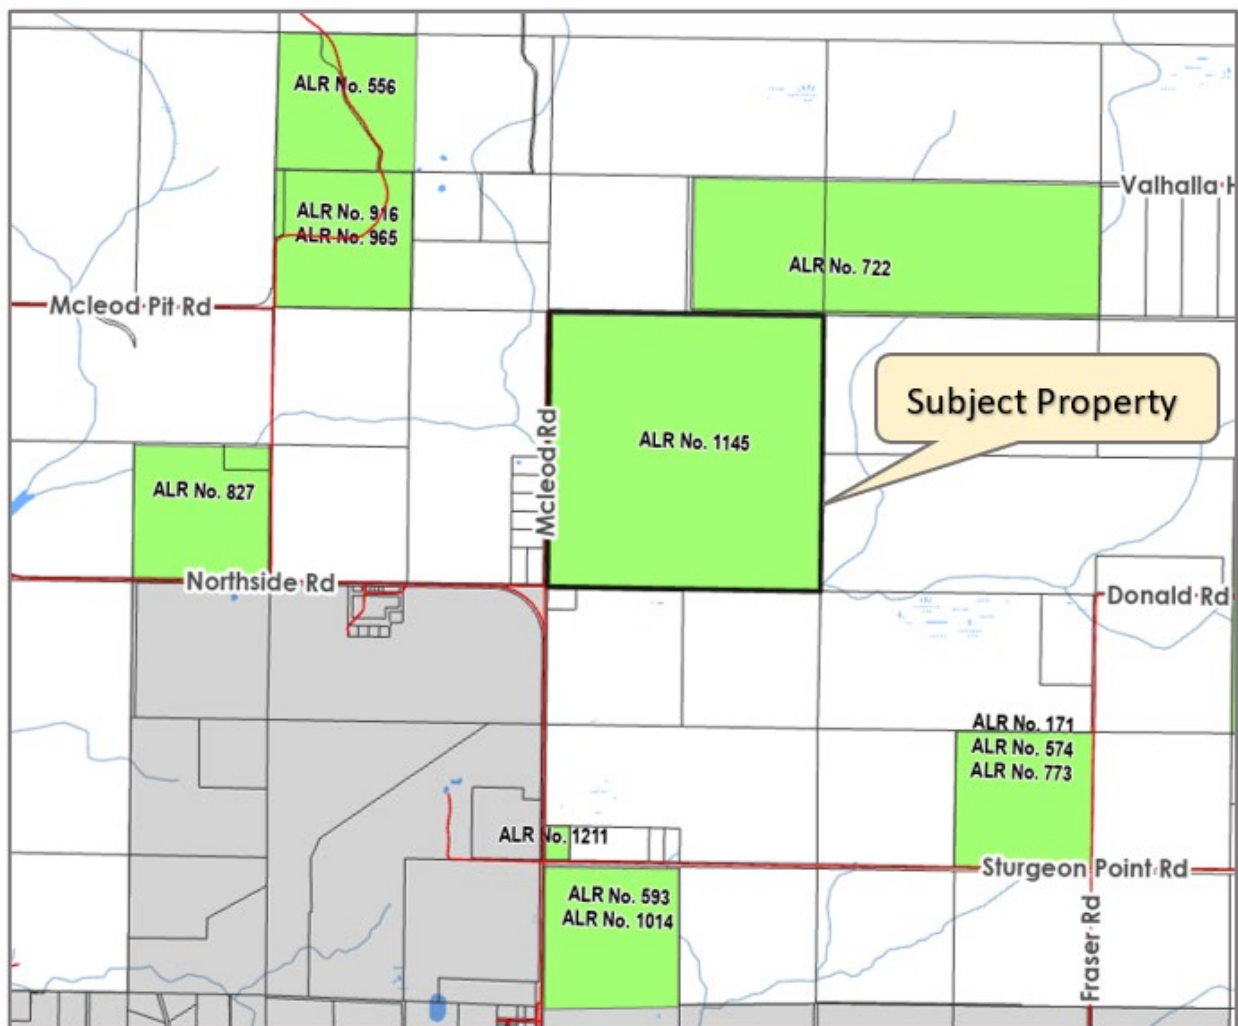 ALR No. 556
Valhalla H
ALR No. 916
ALR No. 965
ALR No. 722
Mcleod Pit Rd
Subject Property
Mcleod Rd
ALR No. 1145
ALR No. 827
Northside Rd
Donald Rd
ALR No. 171
ALR No. 574
ALR No. 773
ALR No. 1211
Sturgeon Point Rd
ALR No. 593
ALR No. 1014
Fraser Rd